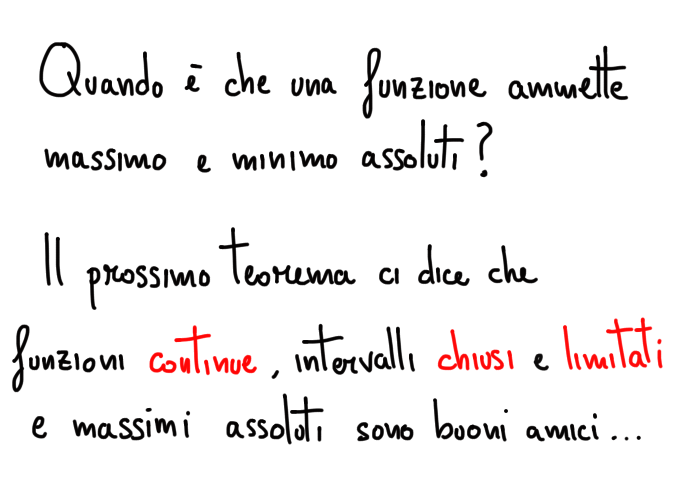 Quando è che una funzione ammette
massimo e minimo assoluti?
Il prossimo teorema ci dice che
funzioni continue, intervalli chiusi e limitati
e massimi assoluti sono buoni amici...